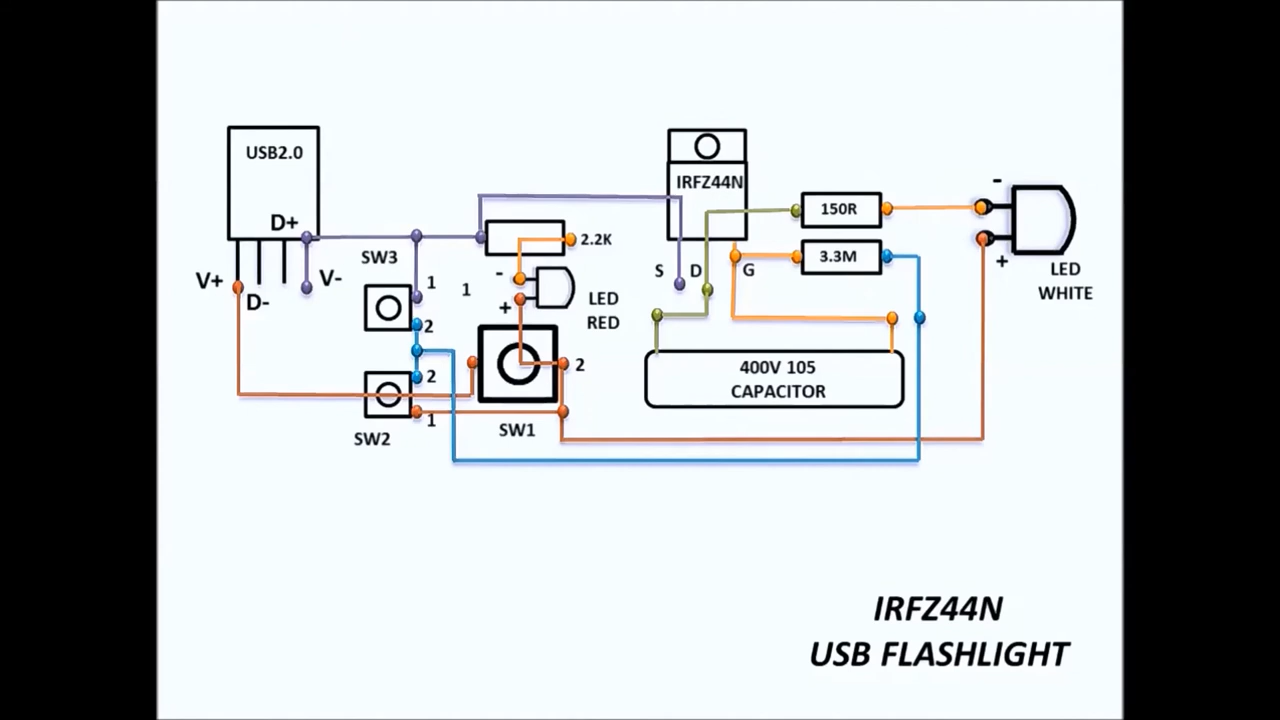 USB2.0
D+
V+
D-
V-
SW3
1
2
2
1
SW2
1
2.2K
-
+
LED
RED
2
SW1
IRFZ44N
S
D
G
150R
3.3M
400V 105
CAPACITOR
-
+
LED
WHITE
IRFZ44N
USB FLASHLIGHT